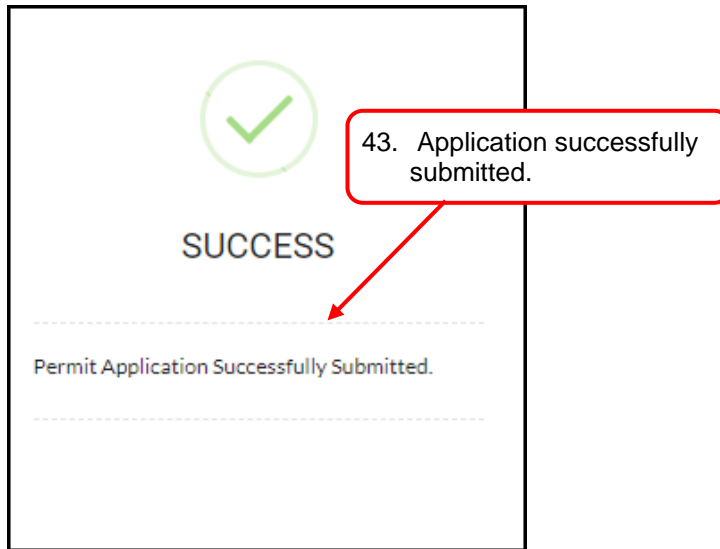 43. Application successfully
submitted.
SUCCESS
Permit Application Successfully Submitted.